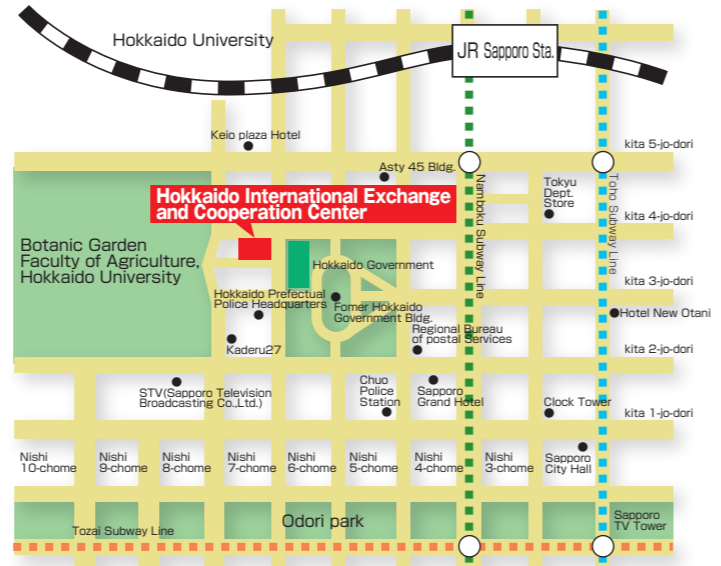 Hokkaido University
JR Sapporo Sta.
Keio plaza Hotel
kita 5-jo-dori
Asty 45 Bldg.
Hokkaido International Exchange
and Cooperation Center
Namboku Subway Line
Tokyu
Dept.
Store
Toho Subway Line
kita 4-jo-dori
Botanic Garden
Faculty of Agriculture,
Hokkaido University
Hokkaido Government
kita 3-jo-dori
Hokkaido Prefectual
Police Headquarters
Fomer Hokkaido
Government Bldg.
Hotel New Otani
Regional Bureau
of postal Services
Kaderu27
kita 2-jo-dori
STV(Sapporo Television
Broadcasting Co.,Ltd.)
Chuo
Police
Station
Sapporo
Grand Hotel
Clock Tower
kita 1-jo-dori
Nishi
10-chome
Nishi
9-chome
Nishi
8-chome
Nishi
7-chome
Nishi
6-chome
Nishi
5-chome
Nishi
4-chome
Nishi
3-chome
Sapporo
City Hall
Odori park
Sapporo
TV Tower
Tozai Subway Line